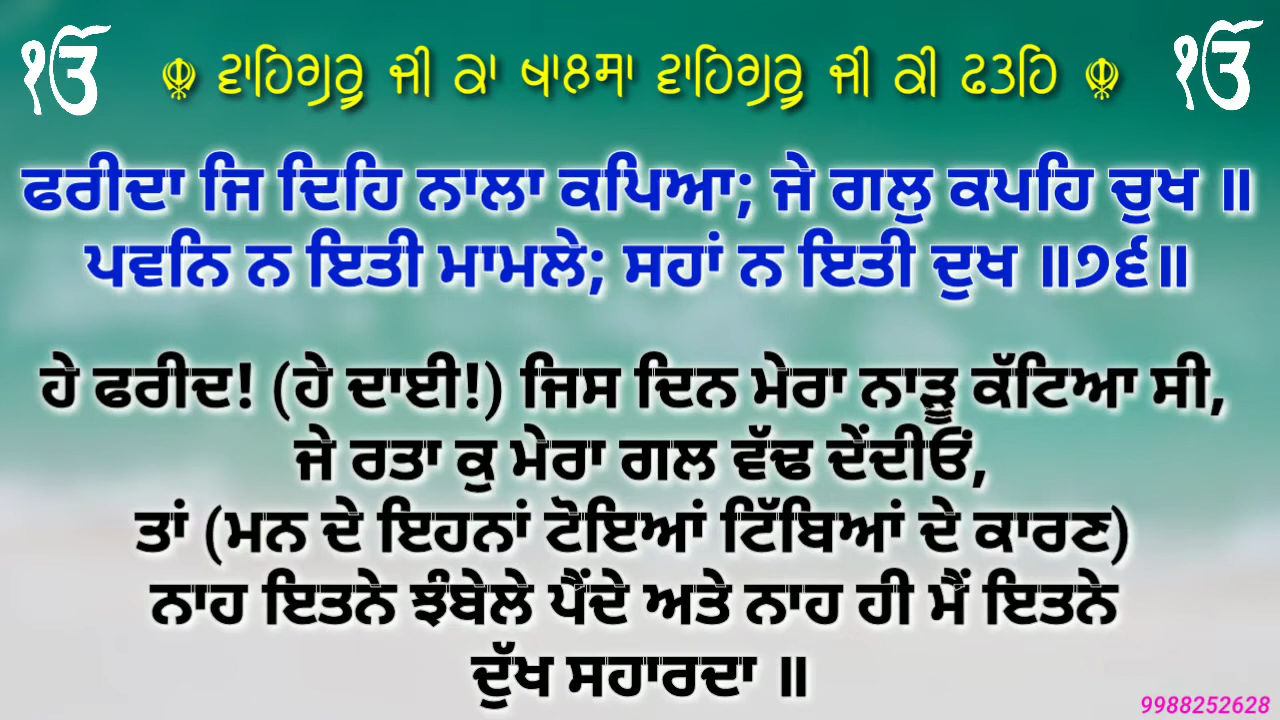 ੴ ☬ ਵਾਹਿਗੁਰੂ ਜੀ ਕਾ ਖਾਲਸਾ ਵਾਹਿਗੁਰੂ ਜੀ ਕੀ ਫਤਹਿ ☬ ੴ
ਫਰੀਦਾ ਜਿ ਦਿਹਿ ਨਾਲਾ ਕਪਿਆ; ਜੇ ਗਲੁ ਕਪਹਿ ਚੁਖ ॥
ਪਵਨਿ ਨ ਇਤੀ ਮਾਮਲੇ; ਸਹਾਂ ਨ ਇਤੀ ਦੁਖ ॥੭੬॥
ਹੇ ਫਰੀਦ! (ਹੇ ਦਾਈ!) ਜਿਸ ਦਿਨ ਮੇਰਾ ਨਾੜੂ ਕੱਟਿਆ ਸੀ,
ਜੇ ਰਤਾ ਕੁ ਮੇਰਾ ਗਲ ਵੱਢ ਦੇਂਦੀਓਂ,
ਤਾਂ (ਮਨ ਦੇ ਇਹਨਾਂ ਟੋਇਆਂ ਟਿੱਬਿਆਂ ਦੇ ਕਾਰਣ)
ਨਾਹ ਇਤਨੇ ਝੰਬੇਲੇ ਪੈਂਦੇ ਅਤੇ ਨਾਹ ਹੀ ਮੈਂ ਇਤਨੇ
ਦੁੱਖ ਸਹਾਰਦਾ ॥
9988252628